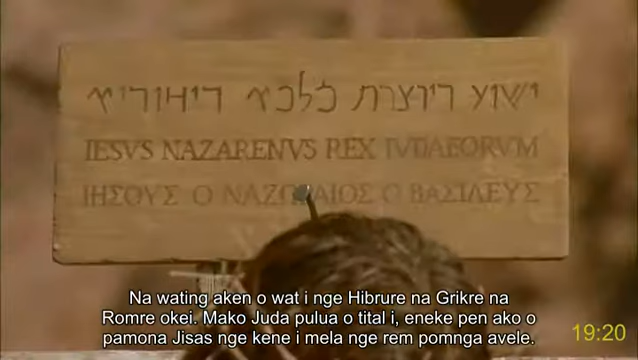 ישוע
IESVS NAZARENVS REX IVDAEORVM
ΙΗΣΟΥΣ Ο ΝΑΖΩΡΑΙΟΣ Ο ΒΑΣΙΛΕΥΣ
Na wating aken o wat i nge Hibrure na Grikre na
Romre okei. Mako Juda pulua o tital i, eneke pen ako o
pamona Jisas nge kene i mela nge rem pomnga avele.
19:20